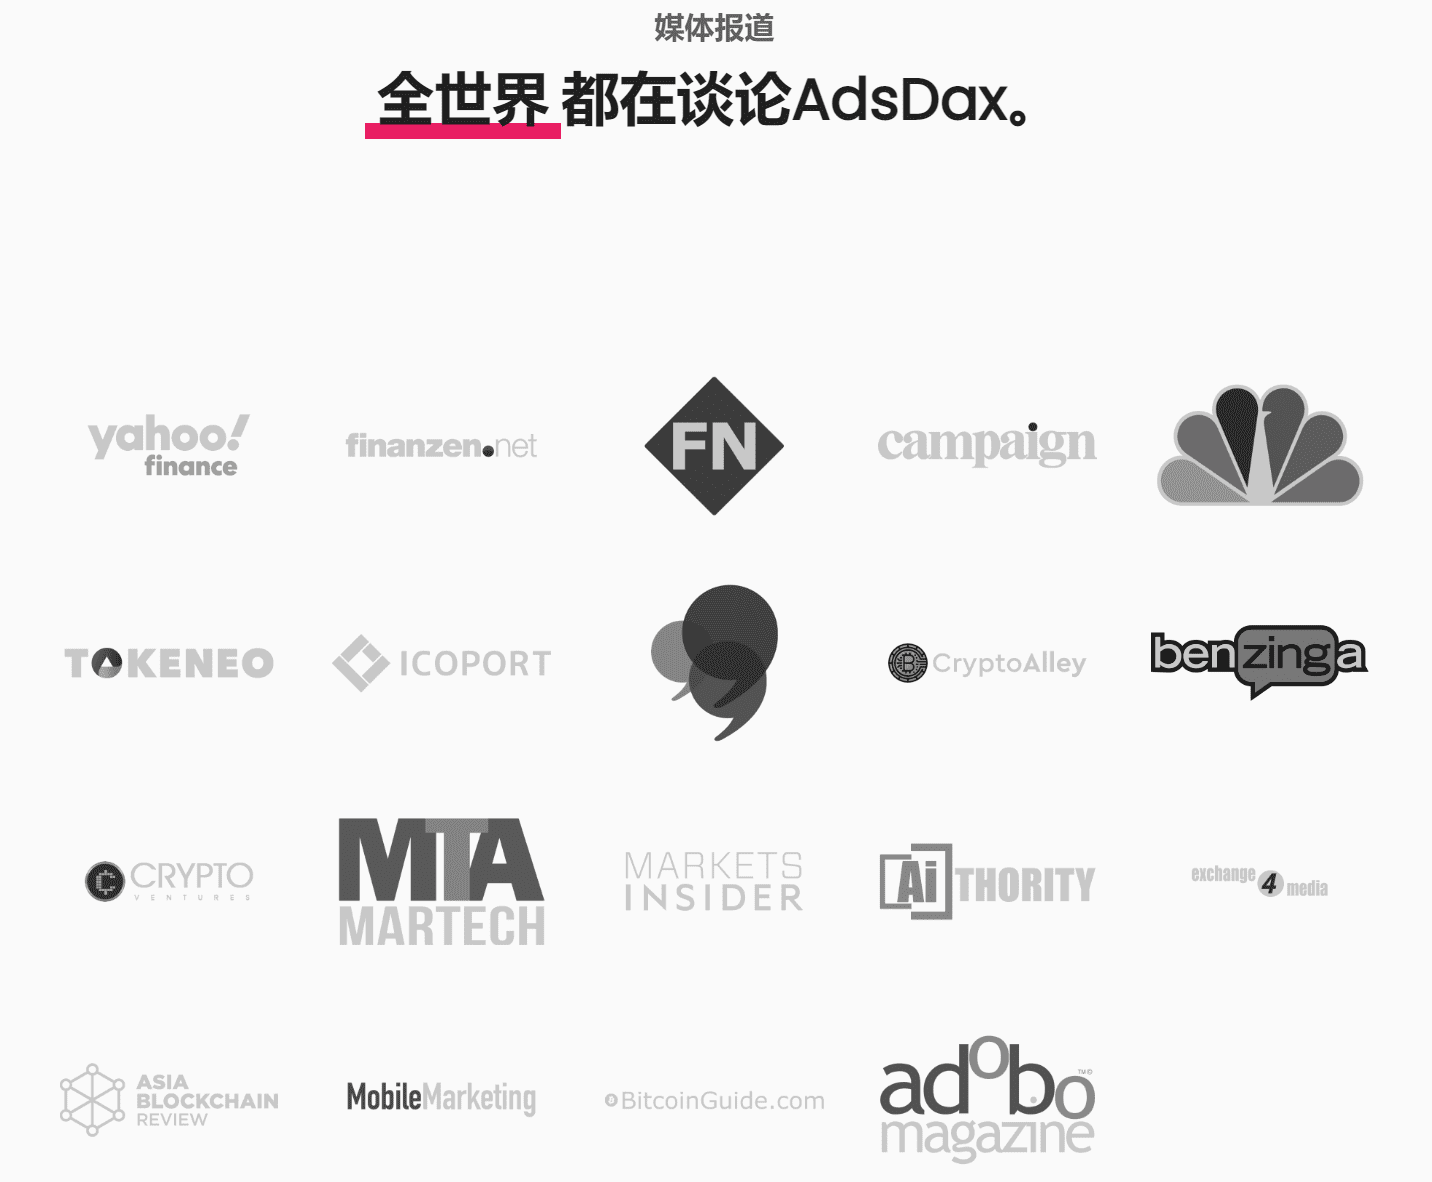 媒体报道
全世界 都在谈论AdsDax。
yahoo!
finance
finanzen.net
FN
campaign
TOKENEO
ICOPORT
CryptoAlley
benzinga
CRYPTO
VENTURES
MTA
MARTECH
MARKETS
INSIDER
AiTHORITY
exchange
4
media
ASIA
BLOCKCHAIN
REVIEW
MobileMarketing
BitcoinGuide.com
adobo
magazine